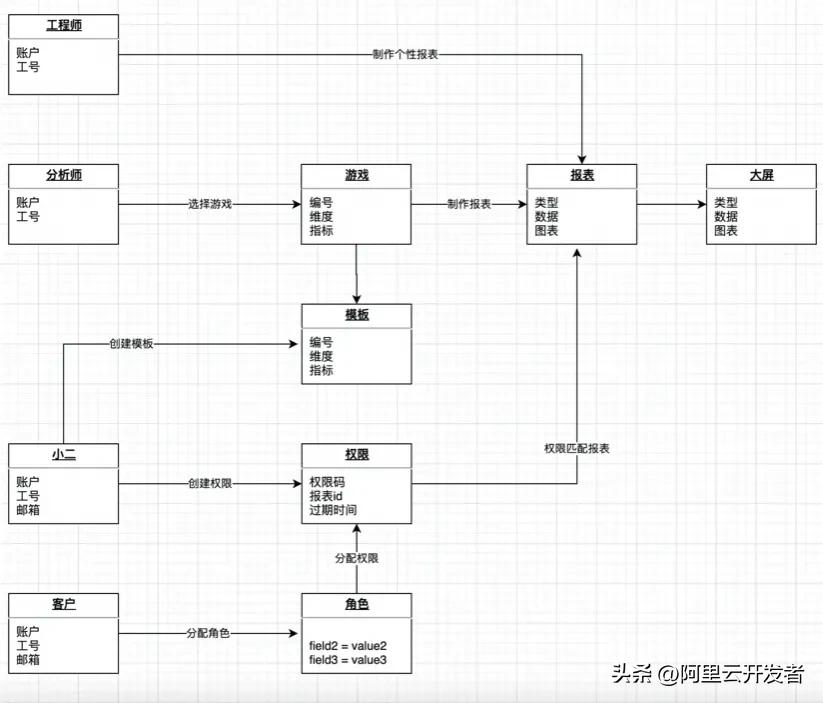 工程师
账户
工号
制作个性报表
分析师
账户
工号
选择游戏
游戏
编号
维度
指标
制作报表
报表
类型
数据
图表
大屏
类型
数据
图表
模板
编号
维度
指标
创建模板
小二
账户
工号
邮箱
创建权限
权限
权限码
报表id
过期时间
权限匹配报表
分配权限
客户
账户
工号
邮箱
分配角色
角色
field2 = value2
field3 = value3
头条 @阿里云开发者